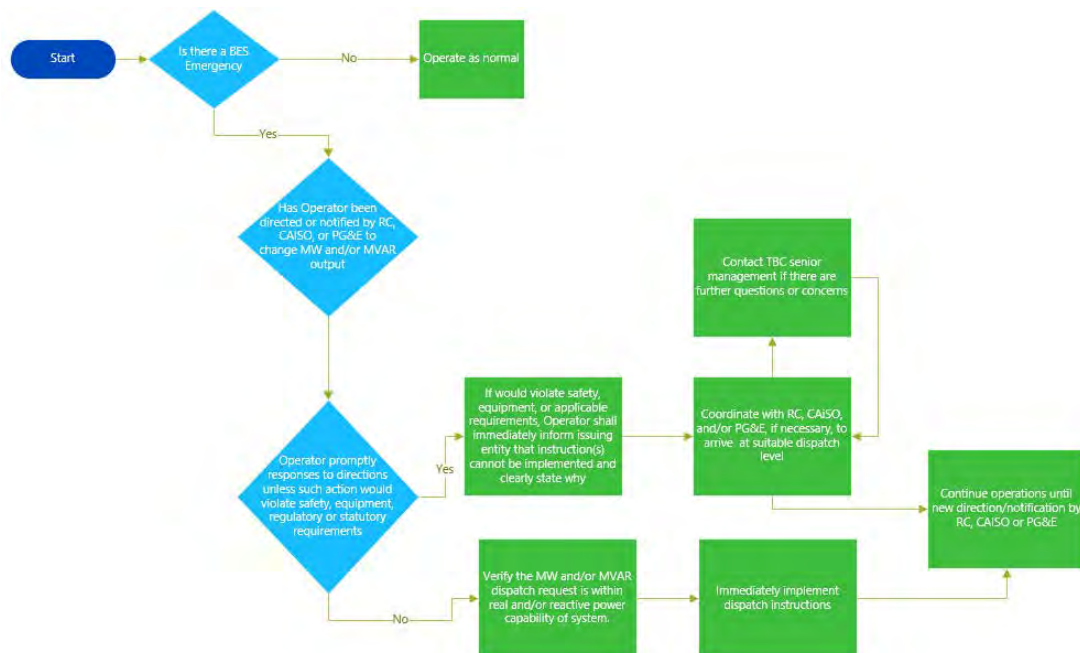 Start
Is there a BES
Emergency
No
Operate as normal
Yes
Has Operator been
directed or notified by RC,
CAISO, or PG&E to
change MW and/or MVAR
output
Contact TBC senior
management if there are
further questions or
concerns
If would violate safety,
equipment, or applicable
requirements, Operator shall
immediately inform issuing
entity that instruction(s)
cannot be implemented and
clearly state why
Coordinate with RC, CAISO,
and/or PG&E, if necessary, to
arrive at suitable dispatch
level
Operator promptly
responses to directions
unless such action would
violate safety, equipment,
regulatory or statutory
requirements
Yes
Continue operations until
new direction/notification by
RC, CAISO or PG&E
No
Verify the MW and/or MVAR
dispatch request is within
real and/or reactive power
capability of system.
Immediately implement
dispatch instructions